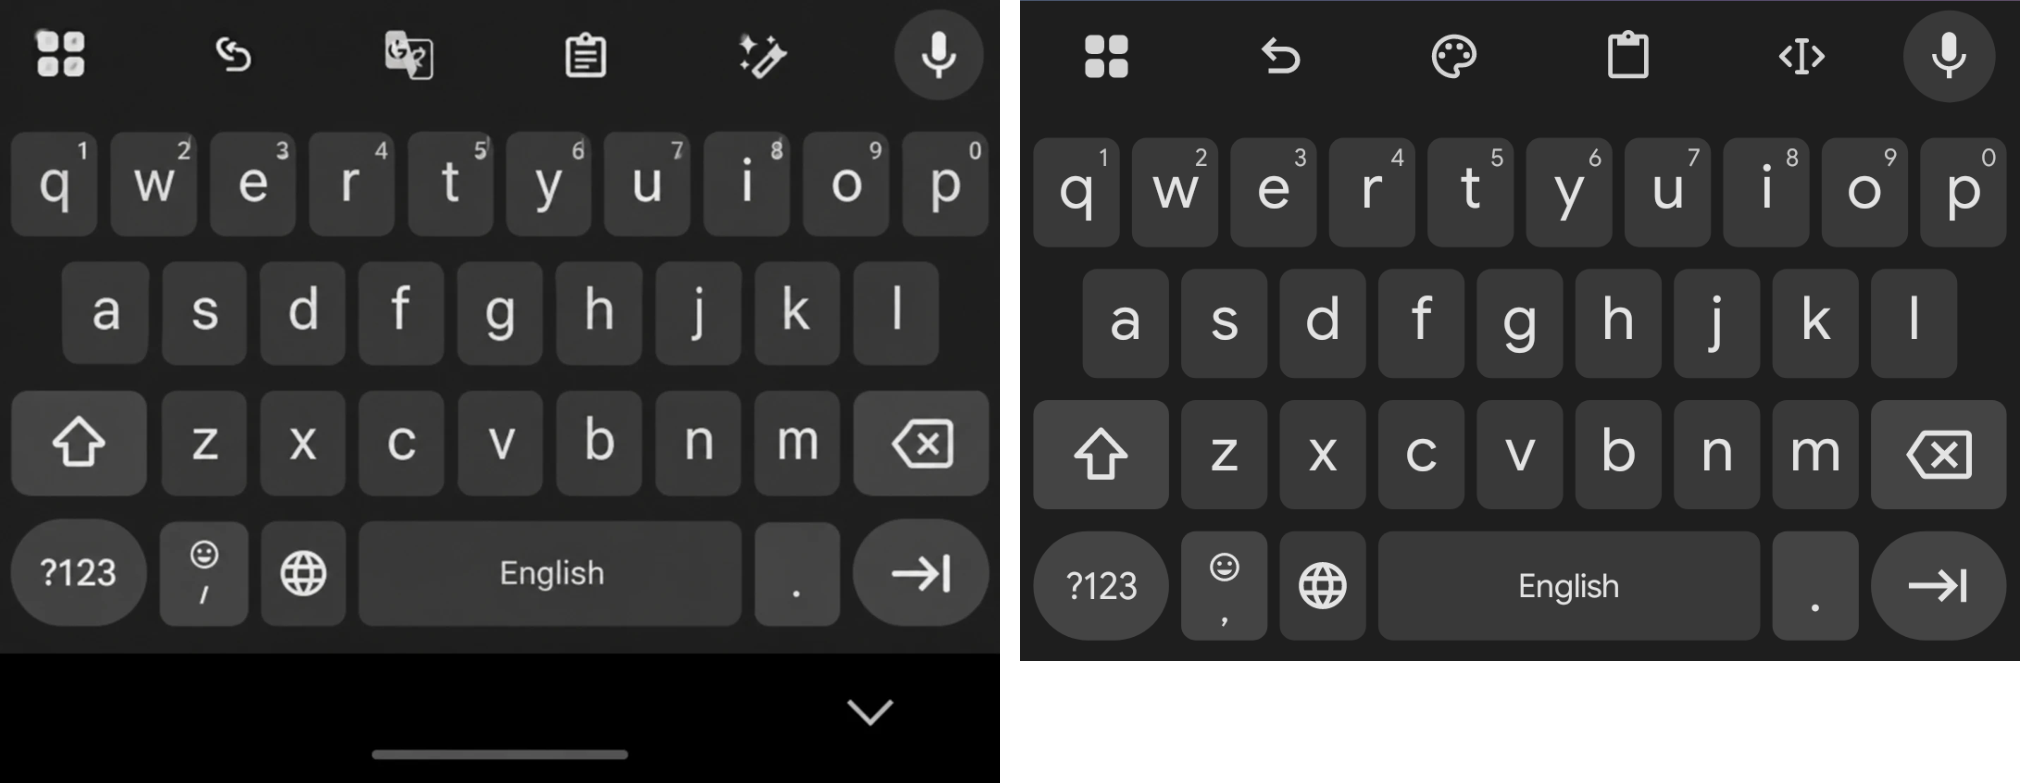 1 2 3 4 5 6 7 8 9 0
q w e r t y u i o p
a s d f g h j k l
z x c v b n m
?123 , English .
1 2 3 4 5 6 7 8 9 0
q w e r t y u i o p
a s d f g h j k l
z x c v b n m
?123 , English .